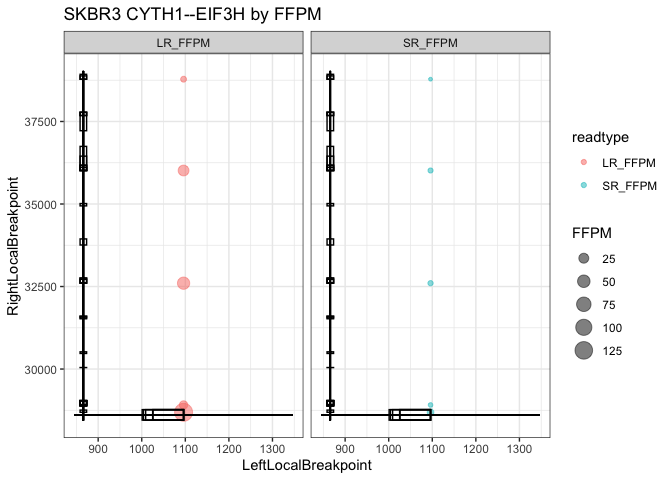 SKBR3 CYTH1--EIF3H by FFPM
LR_FFPM
SR_FFPM
37500
35000
32500
30000
RightLocalBreakpoint
900 1000 1100 1200 1300
900 1000 1100 1200 1300
LeftLocalBreakpoint
readtype
LR_FFPM
SR_FFPM
FFPM
25
50
75
100
125